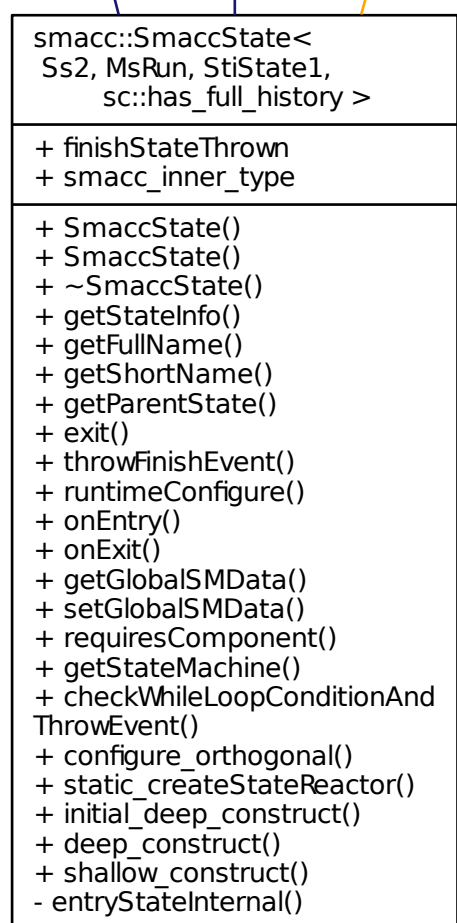 smacc::SmaccState<
Ss2, MsRun, StiState1,
sc::has_full_history >
+ finishStateThrown
+ smacc_inner_type
+ SmaccState()
+ SmaccState()
+ ~SmaccState()
+ getStateInfo()
+ getFullName()
+ getShortName()
+ getParentState()
+ exit()
+ throwFinishEvent()
+ runtimeConfigure()
+ onEntry()
+ onExit()
+ getGlobalSMData()
+ setGlobalSMData()
+ requiresComponent()
+ getStateMachine()
+ checkWhileLoopConditionAnd
ThrowEvent()
+ configure_orthogonal()
+ static_createStateReactor()
+ initial_deep_construct()
+ deep_construct()
+ shallow_construct()
- entryStateInternal()